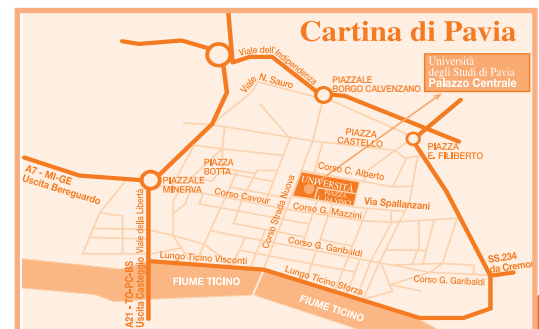 Cartina di Pavia
Viale dell'Indipendenza
Università
degli Studi di Pavia
Palazzo Centrale
Viale N. Sauro
PIAZZALE
BORGO CALVENZANO
PIAZZA
CASTELLO
PIAZZA
E. FILIBERTO
A7 - MI-GE
Uscita Bereguardo
PIAZZA
BOTTA
Corso C. Alberto
PIAZZALE
MINERVA
UNIVERSITÀ
PIAZZA
Corso Cavour
Corso Strada Nuova
Corso G. Mazzini
Via Spallanzani
Viale della Libertà
Corso G. Garibaldi
Lungo Ticino Visconti
Lungo Ticino Sforza
Corso G. Garibaldi
SS.234
da Cremor
FIUME TICINO
FIUME TICINO
A21 - TO-PC-BS
Uscita Casteggio